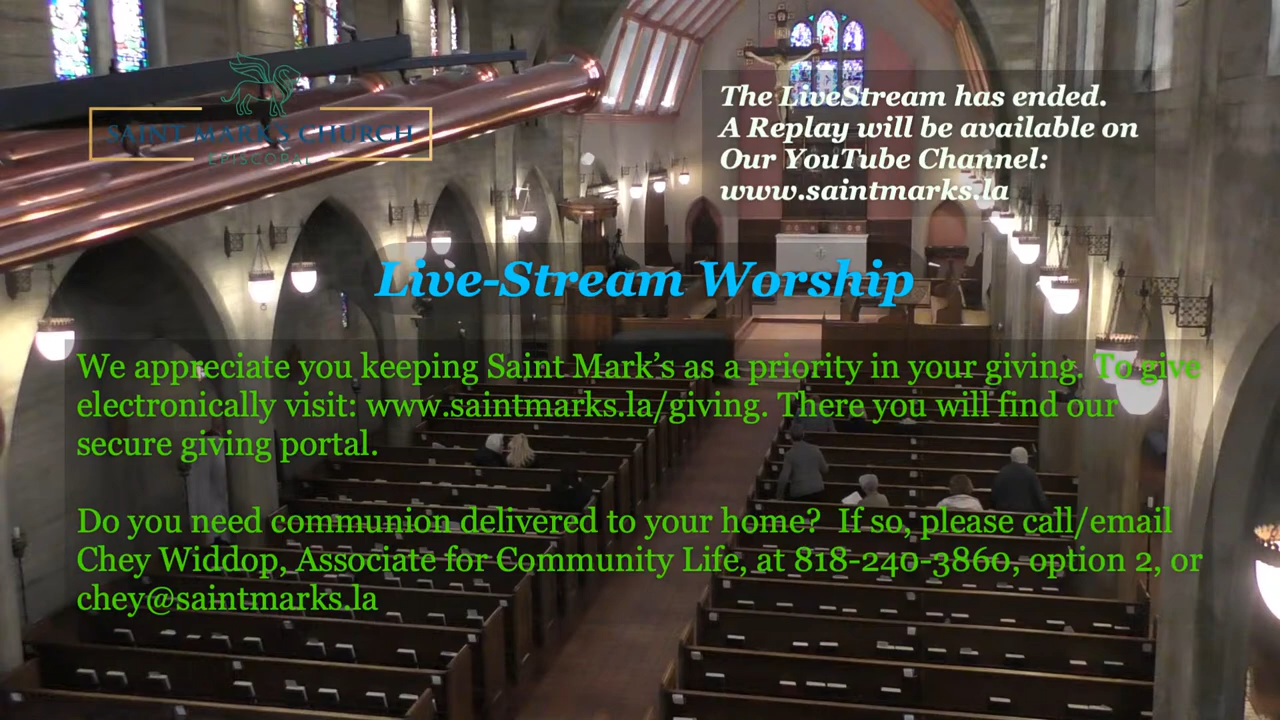 SAINT MARK'S CHURCH
EPISCOPAL
The LiveStream has ended.
A Replay will be available on
Our YouTube Channel:
www.saintmarks.la
Live-Stream Worship
We appreciate you keeping Saint Mark’s as a priority in your giving. To give
electronically visit: www.saintmarks.la/giving. There you will find our
secure giving portal.
Do you need communion delivered to your home? If so, please call/email
Chey Widdop, Associate for Community Life, at 818-240-3860, option 2, or
chey@saintmarks.la